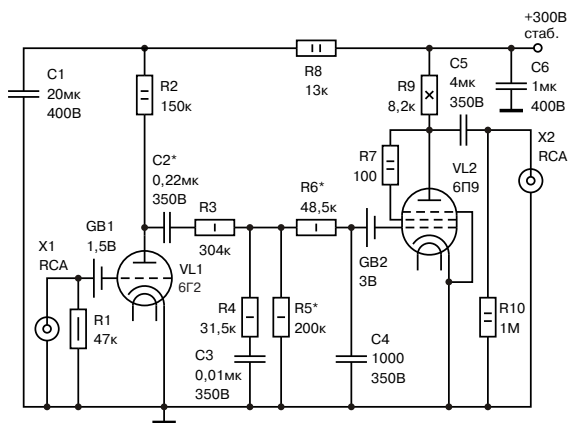 +300В
стаб.
C1
20мк
400В
R2
150к
R8
13к
R9
8,2к
C5
4мк
350В
C6
1мк
400В
X2
RCA
C2*
0,22мк
350В
R3
304к
R6*
48,5к
R7
100
VL2
6П9
GB1
1,5В
X1
RCA
VL1
6Г2
GB2
3В
R1
47к
R4
31,5к
R5*
200к
C3
0,01мк
350В
C4
1000
350В
R10
1М